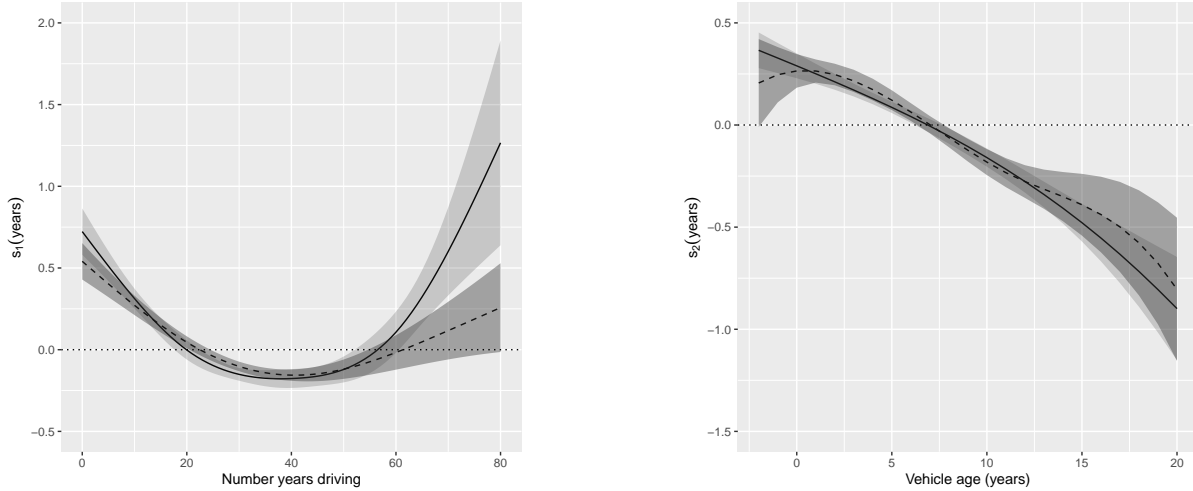 2.0
1.5
1.0
0.5
0.0
−0.5
s1(years)
0 20 40 60 80
Number years driving
0.5
0.0
−0.5
−1.0
−1.5
s2(years)
0 5 10 15 20
Vehicle age (years)